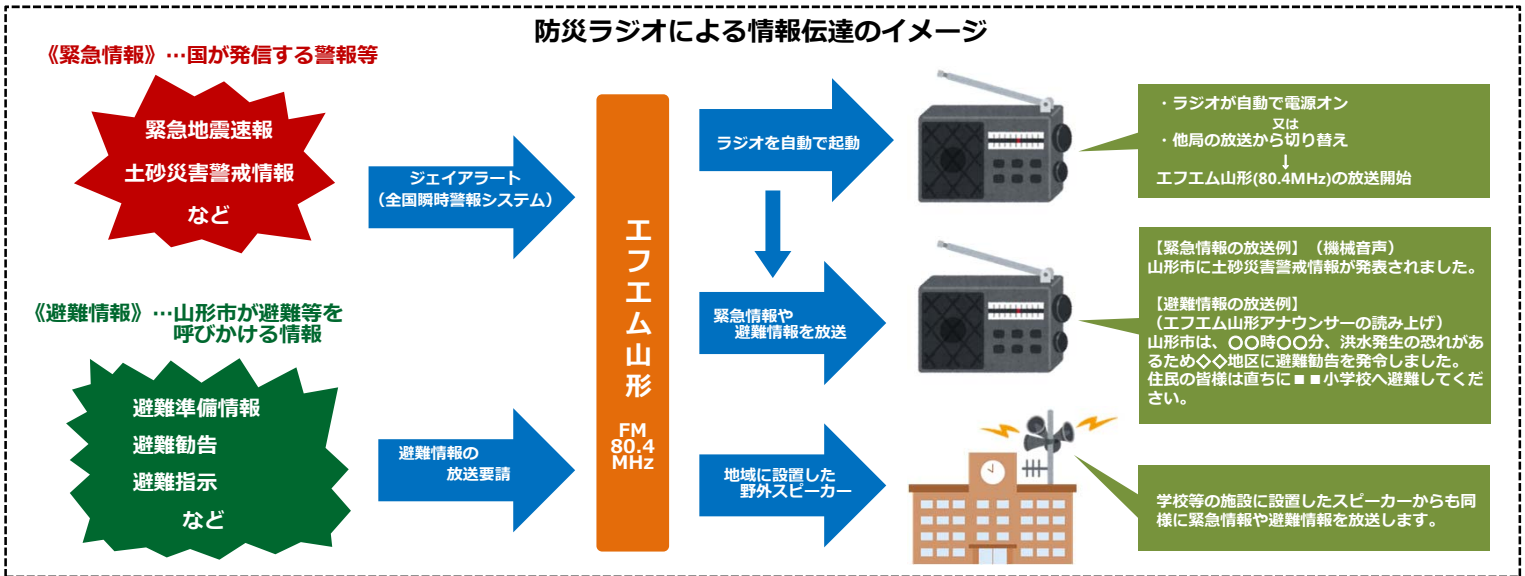 防災ラジオによる情報伝達のイメージ
《緊急情報》…国が発信する警報等
緊急地震速報
土砂災害警戒情報
など
ジェイアラート
（全国瞬時警報システム）
《避難情報》…山形市が避難等を
呼びかける情報
避難準備情報
避難勧告
避難指示
など
避難情報の
放送要請
エフエム山形
FM
80.4
MHz
ラジオを自動で起動
・ラジオが自動で電源オン
又は
・他局の放送から切り替え
↓
エフエム山形(80.4MHz)の放送開始
緊急情報や
避難情報を放送
【緊急情報の放送例】（機械音声）
山形市に土砂災害警戒情報が発表されました。
【避難情報の放送例】
（エフエム山形アナウンサーの読み上げ）
山形市は、〇〇時〇〇分、洪水発生の恐れがあ
るため◇◇地区に避難勧告を発令しました。
住民の皆様は直ちに■■小学校へ避難してくだ
さい。
地域に設置した
野外スピーカー
学校等の施設に設置したスピーカーからも同
様に緊急情報や避難情報を放送します。